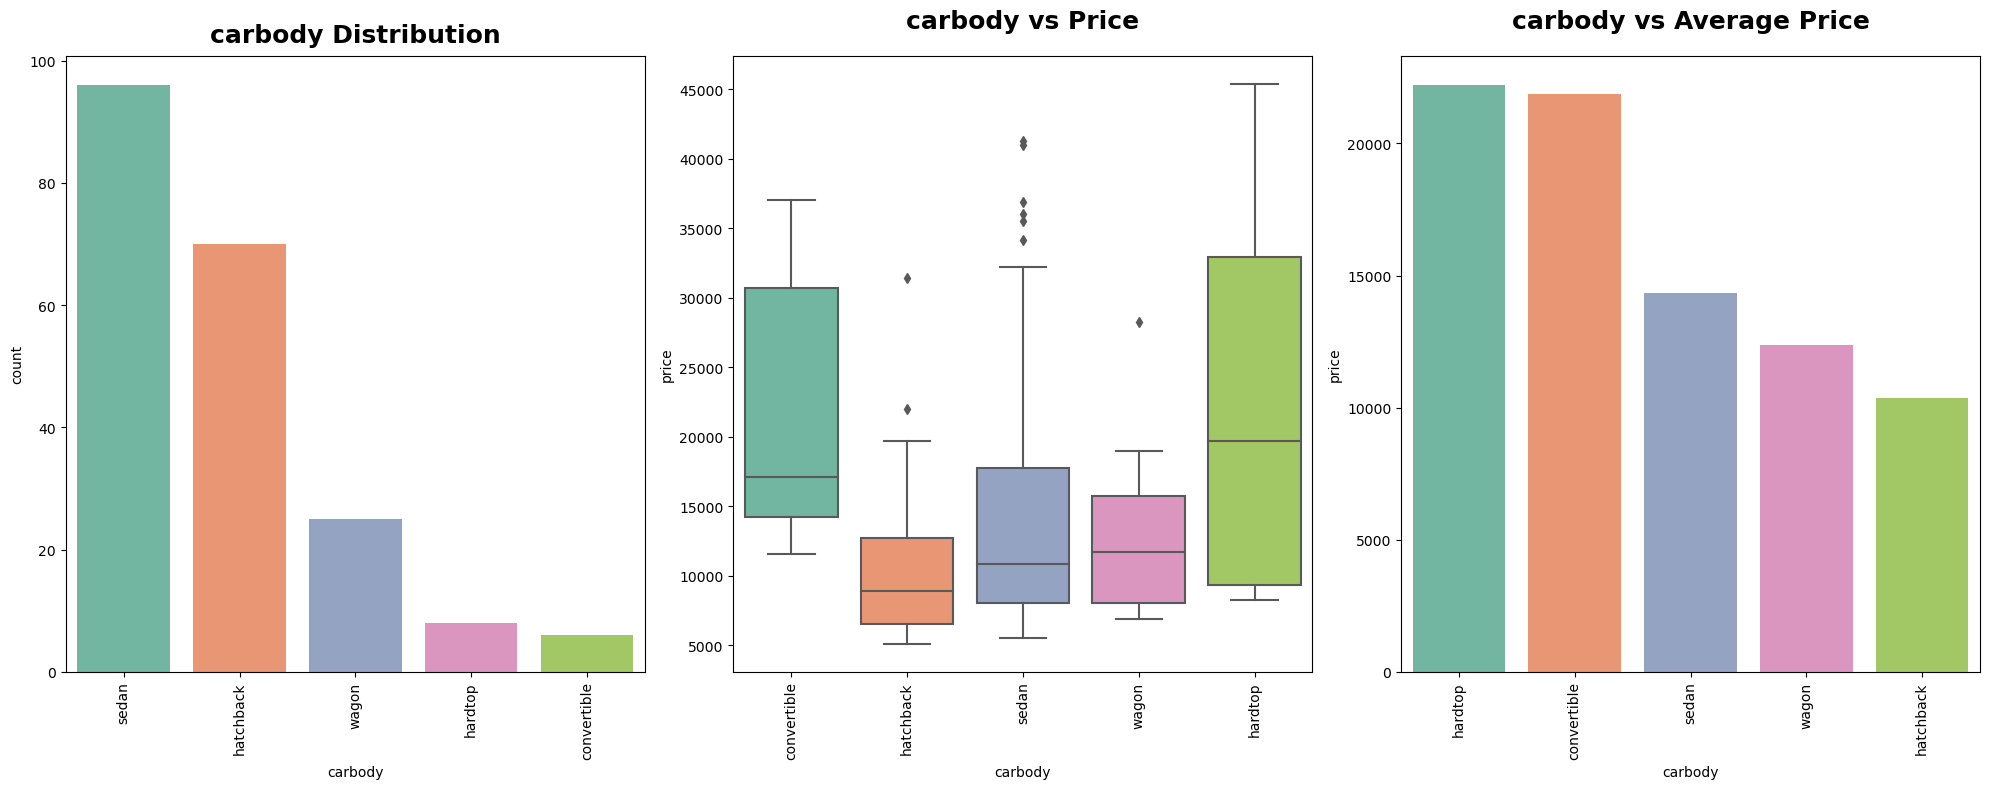 carbody Distribution
100
80
60
40
20
0
count
sedan
hatchback
wagon
hardtop
convertible
carbody
carbody vs Price
45000
40000
35000
30000
25000
20000
15000
10000
5000
price
convertible
hatchback
sedan
wagon
hardtop
carbody
carbody vs Average Price
20000
15000
10000
5000
0
price
hardtop
convertible
sedan
wagon
hatchback
carbody